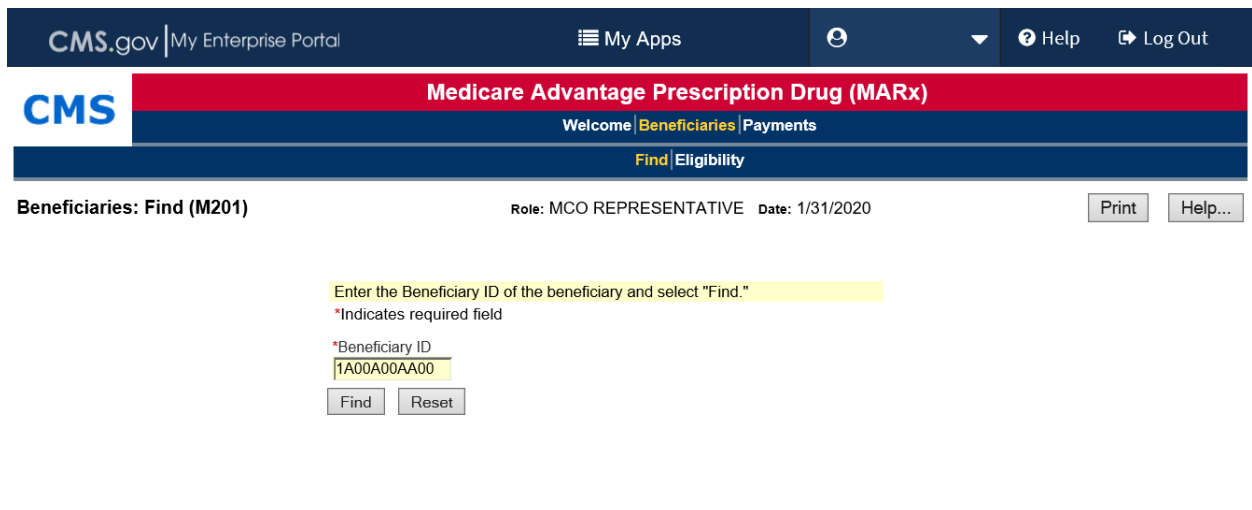 CMS.gov My Enterprise Portal My Apps Help Log Out
CMS
Medicare Advantage Prescription Drug (MARx)
Welcome|Beneficiaries|Payments
Find|Eligibility
Beneficiaries: Find (M201) Role: MCO REPRESENTATIVE Date: 1/31/2020 Print Help...
Enter the Beneficiary ID of the beneficiary and select "Find."
*Indicates required field
*Beneficiary ID
1A00A00AA00
Find Reset